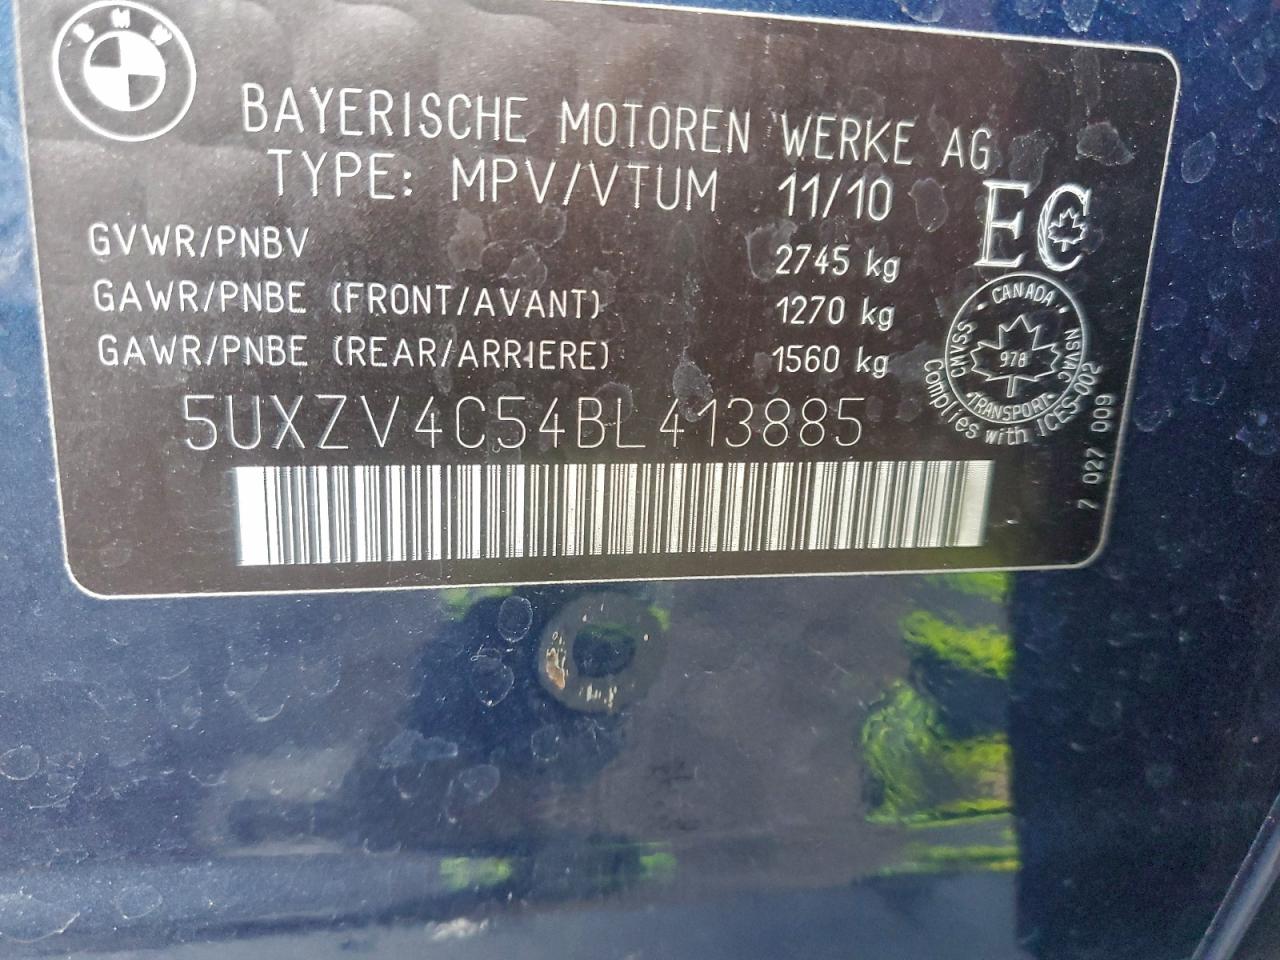 BMW
BAYERISCHE MOTOREN WERKE AG
TYPE: MPV/VTUM 11/10
GVWR/PNBV 2745 kg
GAWR/PNBE (FRONT/AVANT) 1270 kg
GAWR/PNBE (REAR/ARRIERE) 1560 kg
5UXZV4C54BL413885
EC
CANADA
CMVSS 978 NSVAC
TRANSPORT
Complies with ICES-002
7 027 009